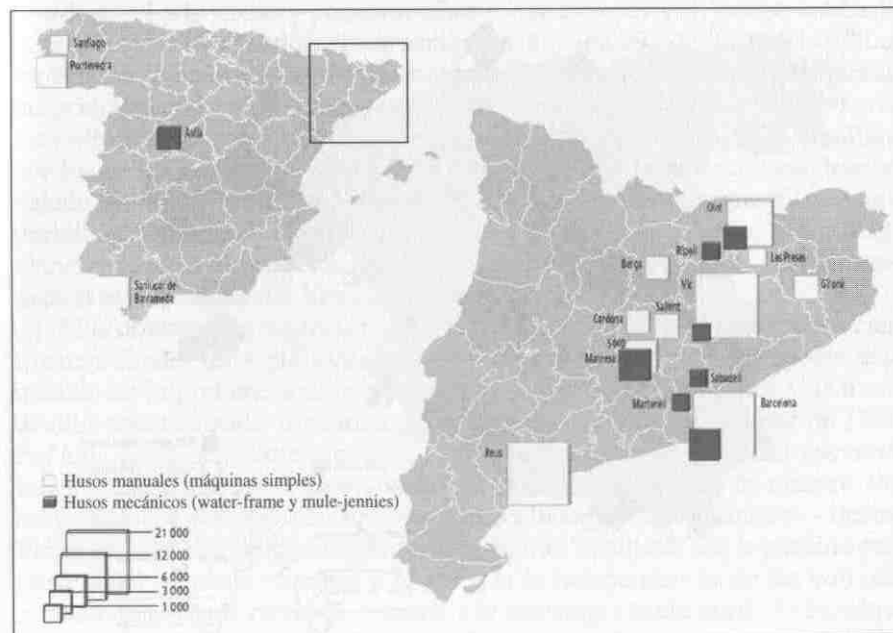 Santiago
Pontevedra
Ávila
Sanlúcar de
Barrameda
Olot
Ripoll
Las Presas
Berga
Vic
Girona
Cardona
Sallent
Manresa
Sabadell
Martorell
Barcelona
Reus
Husos manuales (máquinas simples)
Husos mecánicos (water-frame y mule-jennies)
21 000
12 000
6 000
3 000
1 000